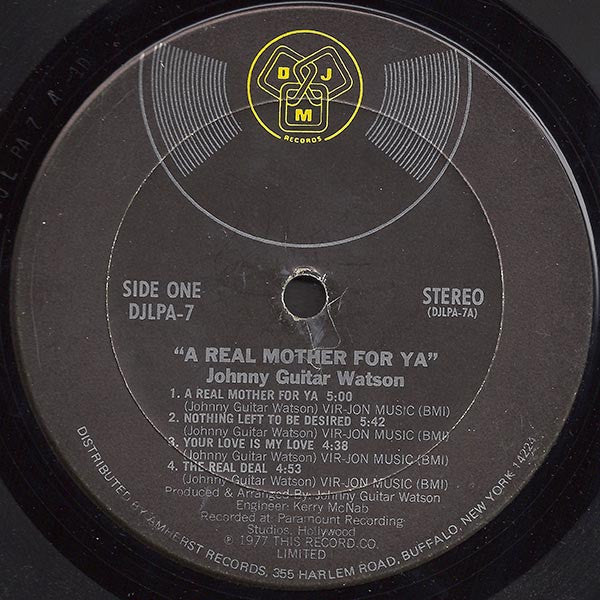 D J
M
RECORDS
SIDE ONE
DJLPA-7
STEREO
(DJLPA-7A)
"A REAL MOTHER FOR YA"
Johnny Guitar Watson
1. A REAL MOTHER FOR YA 5:00
(Johnny Guitar Watson) VIR-JON MUSIC (BMI)
2. NOTHING LEFT TO BE DESIRED 5:42
(Johnny Guitar Watson) VIR-JON MUSIC (BMI)
3. YOUR LOVE IS MY LOVE 4:38
(Johnny Guitar Watson) VIR-JON MUSIC (BMI)
4. THE REAL DEAL 4:53
(Johnny Guitar Watson) VIR-JON MUSIC (BMI)
Produced & Arranged By: Johnny Guitar Watson
Engineer: Kerry McNab
Recorded at: Paramount Recording
Studios, Hollywood
℗ 1977 THIS RECORD CO.
LIMITED
DISTRIBUTED BY AMHERST RECORDS, 355 HARLEM ROAD, BUFFALO, NEW YORK 14224